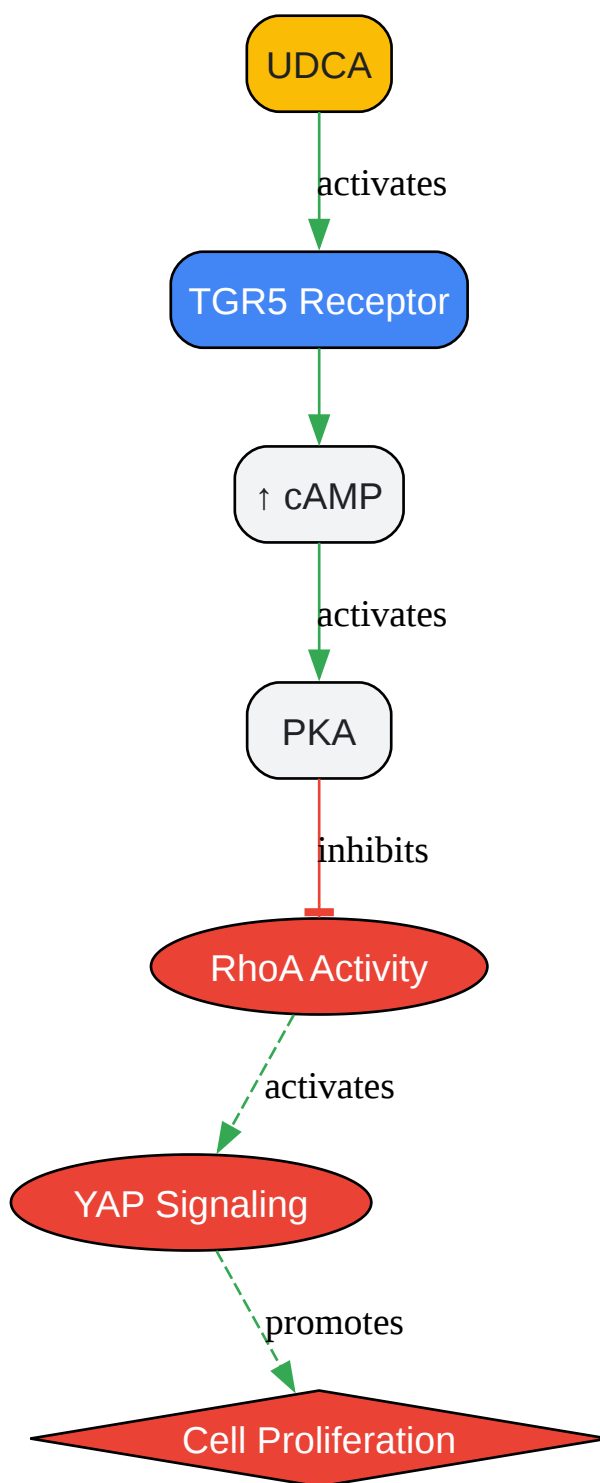 UDCA
activates
TGR5 Receptor
↑ cAMP
activates
PKA
inhibits
RhoA Activity
activates
YAP Signaling
promotes
Cell Proliferation